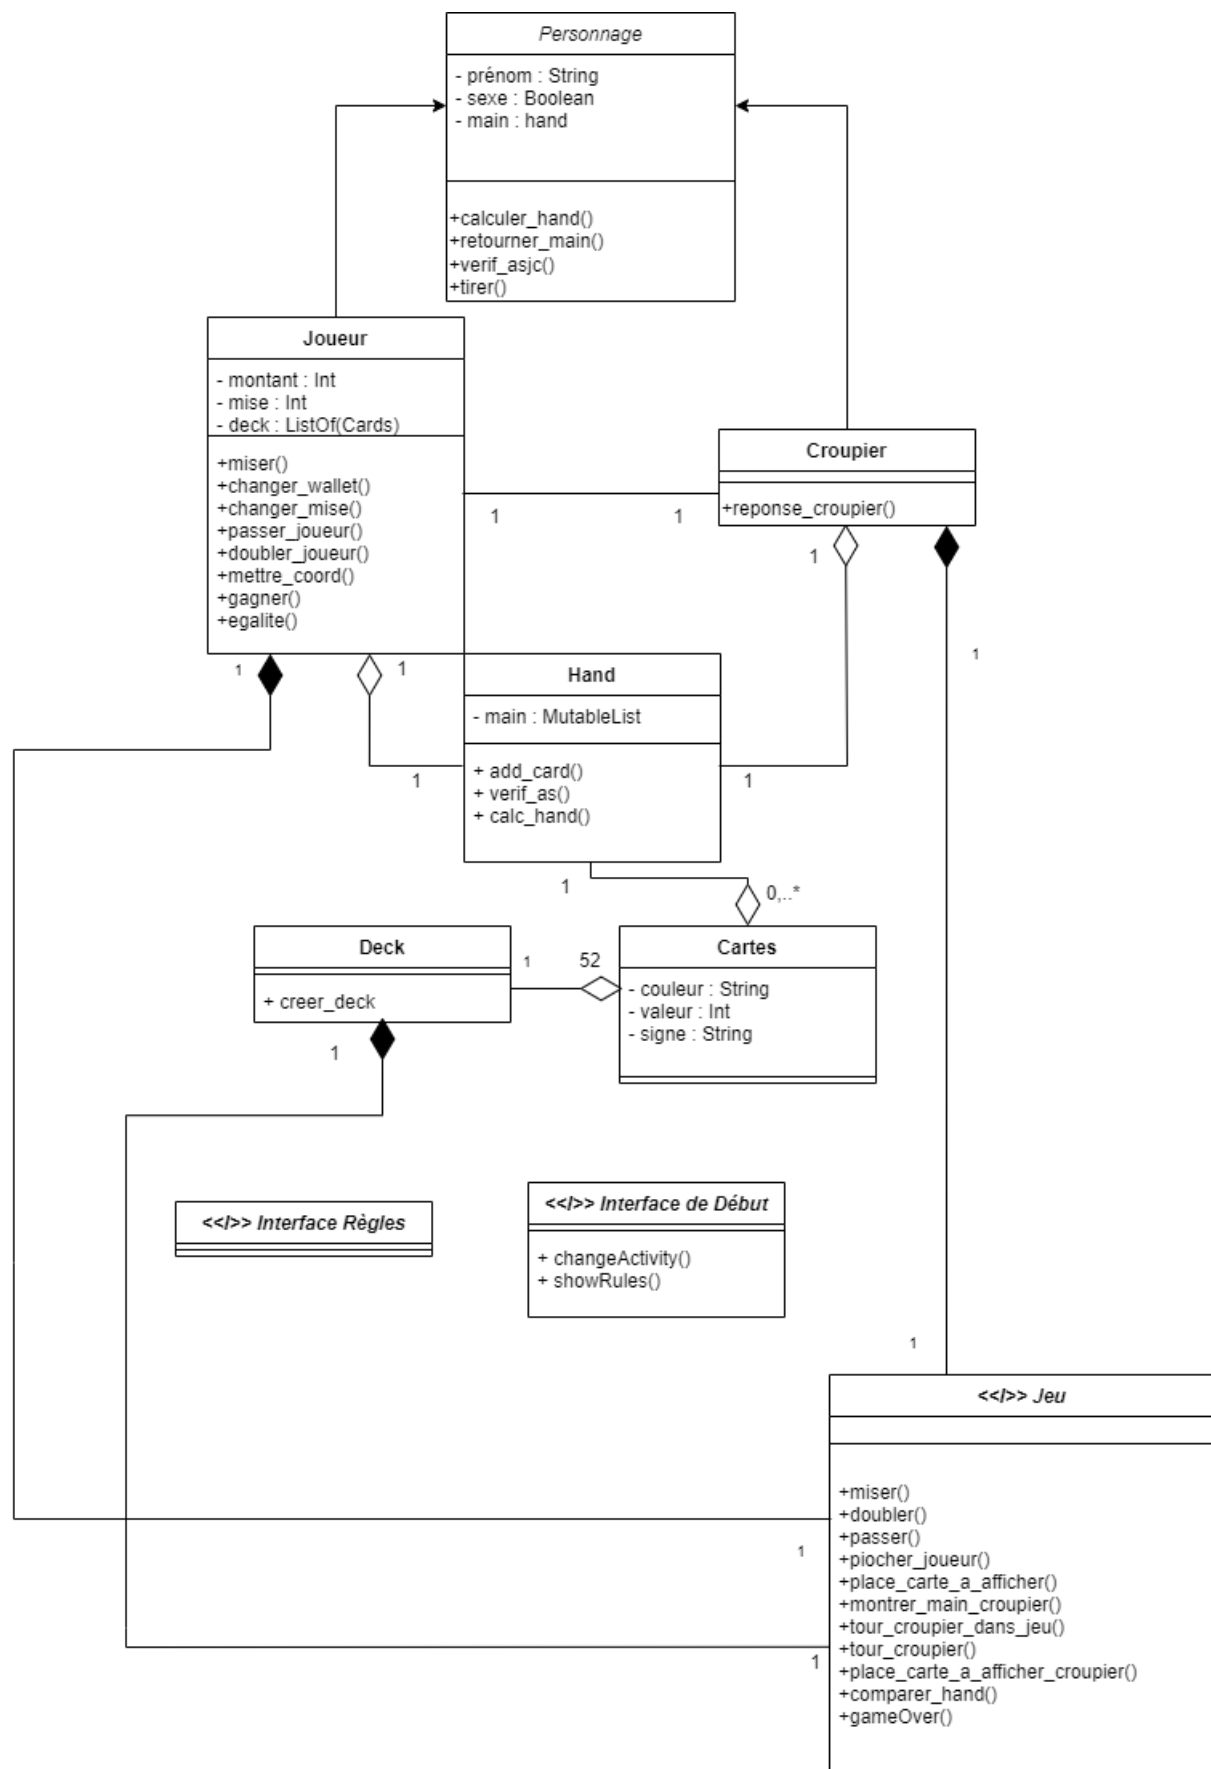 Personnage
- prénom : String
- sexe : Boolean
- main : hand
+calculer_hand()
+retourner_main()
+verif_asjc()
+tirer()
Joueur
- montant : Int
- mise : Int
- deck : ListOf(Cards)
+miser()
+changer_wallet()
+changer_mise()
+passer_joueur()
+doubler_joueur()
+mettre_coord()
+gagner()
+egalite()
Croupier
+reponse_croupier()
1
1
1
1
1
1
Hand
- main : MutableList
+ add_card()
+ verif_as()
+ calc_hand()
1
1
1
0,..*
Deck
+ creer_deck
1
52
Cartes
- couleur : String
- valeur : Int
- signe : String
1
<<I>> Interface Règles
<<I>> Interface de Début
+ changeActivity()
+ showRules()
1
<<I>> Jeu
+miser()
+doubler()
+passer()
+piocher_joueur()
+place_carte_a_afficher()
+montrer_main_croupier()
+tour_croupier_dans_jeu()
+tour_croupier()
+place_carte_a_afficher_croupier()
+comparer_hand()
+gameOver()
1
1